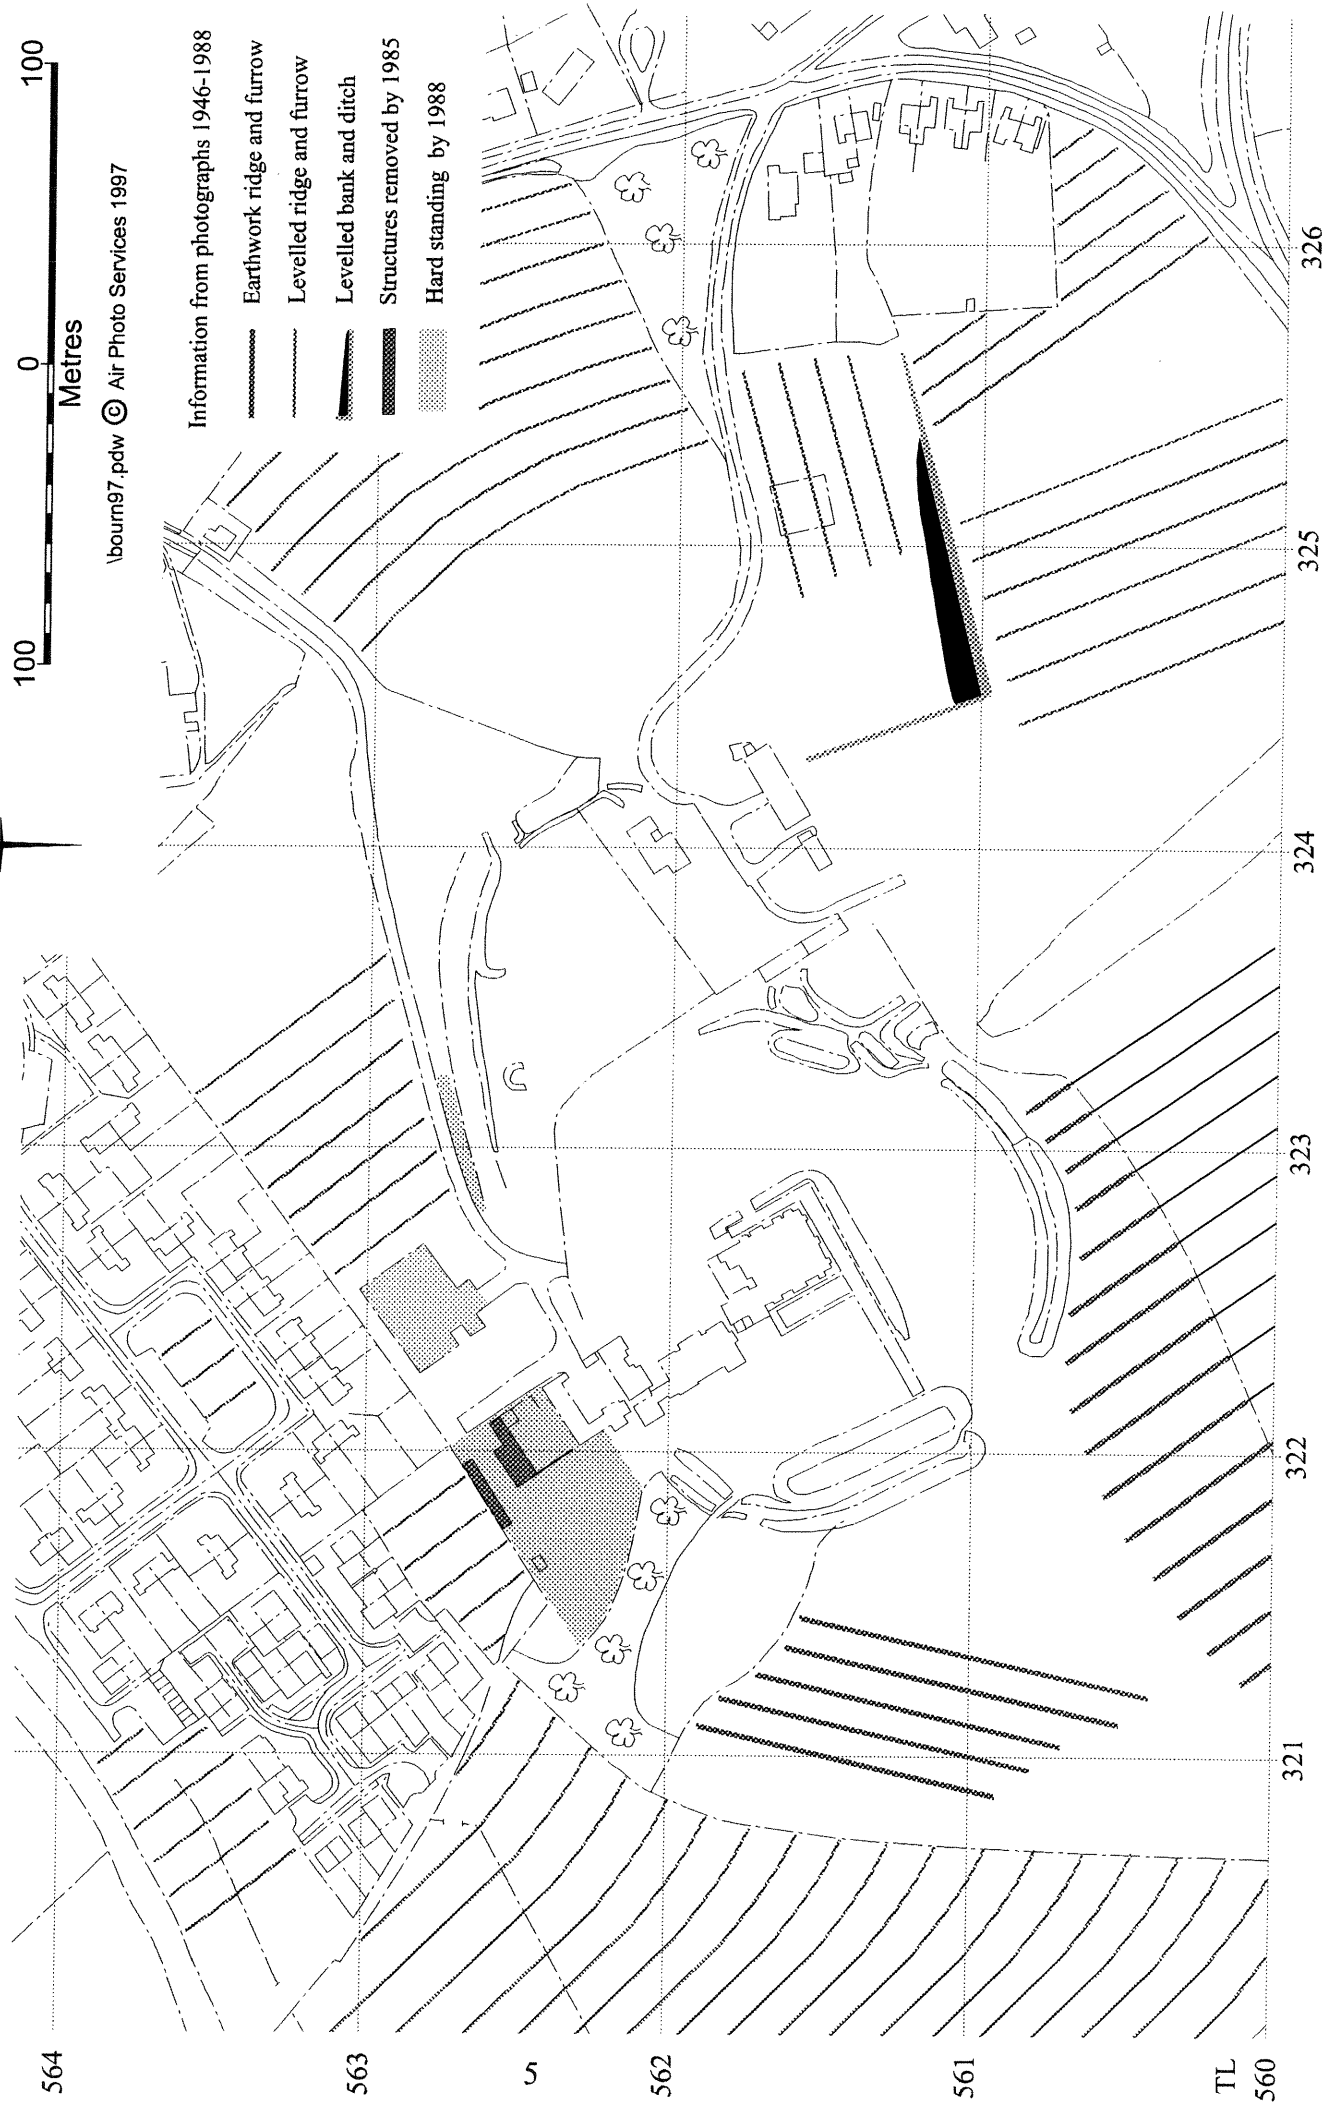 100 0 100
Metres
\bourn97.pdw © Air Photo Services 1997
Information from photographs 1946-1988
Earthwork ridge and furrow
Levelled ridge and furrow
Levelled bank and ditch
Structures removed by 1985
Hard standing by 1988
564
563
562
561
TL
560
321
322
323
324
325
326